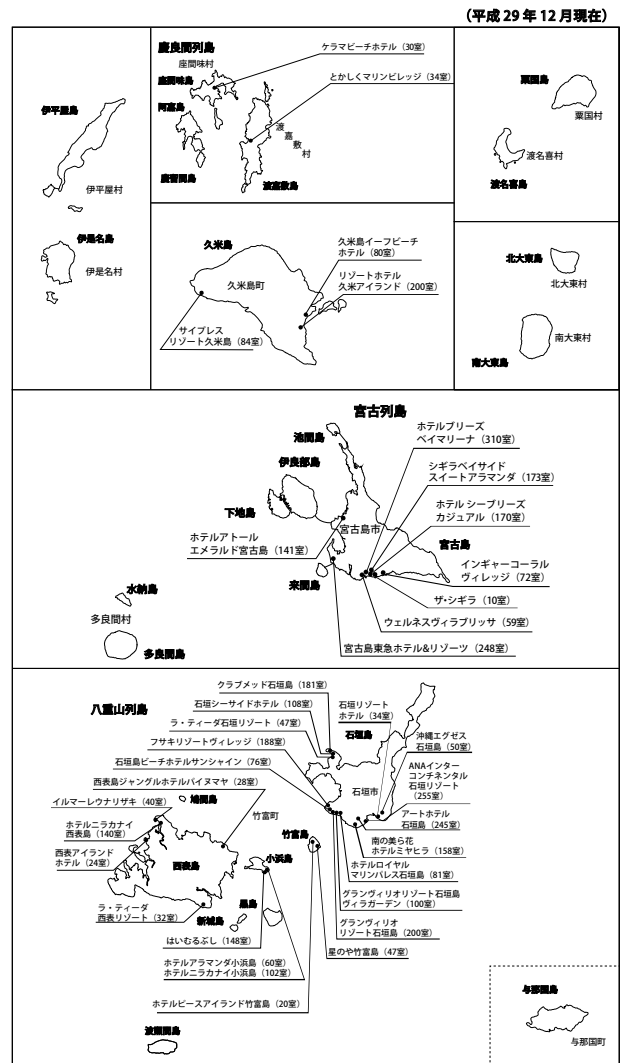 （平成 29 年 12 月現在）
伊平屋島
伊平屋村
伊是名島
伊是名村
慶良間列島
座間味村
座間味島
阿嘉島
慶留間島
渡嘉敷村
渡嘉敷島
ケラマビーチホテル（30室）
とかしくマリンビレッジ（34室）
粟国島
粟国村
渡名喜村
渡名喜島
久米島
久米島町
久米島イーフビーチ
ホテル（80室）
リゾートホテル
久米アイランド（200室）
サイプレス
リゾート久米島（84室）
北大東島
北大東村
南大東村
南大東島
宮古列島
池間島
伊良部島
下地島
宮古島市
宮古島
来間島
水納島
多良間村
多良間島
ホテルブリーズ
ベイマリーナ（310室）
シギラベイサイド
スイートアラマンダ（173室）
ホテル シーブリーズ
カジュアル（170室）
ホテルアトール
エメラルド宮古島（141室）
インギャーコーラル
ヴィレッジ（72室）
ザ・シギラ（10室）
ウェルネスヴィラブリッサ（59室）
宮古島東急ホテル&リゾーツ（248室）
八重山列島
クラブメッド石垣島（181室）
石垣シーサイドホテル（108室）
ラ・ティーダ石垣リゾート（47室）
フサキリゾートヴィレッジ（188室）
石垣島ビーチホテルサンシャイン（76室）
西表島ジャングルホテルパイヌマヤ（28室）
イルマーレウナリザキ（40室）
ホテルニラカナイ
西表島（140室）
西表アイランド
ホテル（24室）
ラ・ティーダ
西表リゾート（32室）
鳩間島
竹富町
竹富島
西表島
小浜島
黒島
新城島
石垣リゾート
ホテル（34室）
石垣島
石垣市
沖縄エグゼス
石垣島（50室）
ANAインター
コンチネンタル
石垣リゾート
（255室）
アートホテル
石垣島（245室）
南の美ら花
ホテルミヤヒラ（158室）
ホテルロイヤル
マリンパレス石垣島（81室）
グランヴィリオリゾート石垣島
ヴィラガーデン（100室）
グランヴィリオ
リゾート石垣島（200室）
星のや竹富島（47室）
はいむるぶし（148室）
ホテルアラマンダ小浜島（60室）
ホテルニラカナイ小浜島（102室）
ホテルピースアイランド竹富島（20室）
波照間島
与那国島
与那国町